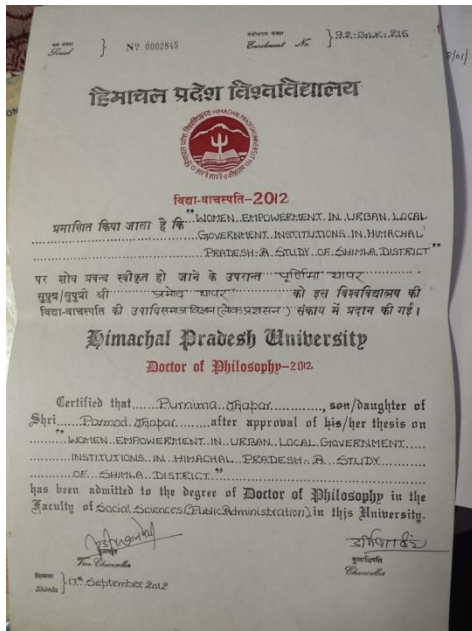 क्रम संख्या
Serial } Nº 0002845
पंजीकरण संख्या
Enrolment No. } 92-GLK-216
हिमाचल प्रदेश विश्वविद्यालय
विद्या-वाचस्पति-2012
प्रमाणित किया जाता है कि "WOMEN EMPOWERMENT IN URBAN LOCAL
GOVERNMENT INSTITUTIONS IN HIMACHAL
PRADESH-A STUDY OF SHIMLA DISTRICT"
पर शोध प्रबन्ध स्वीकृत हो जाने के उपरान्त पूर्णिमा थापर
सुपुत्र/सुपुत्री श्री प्रमोद थापर को इस विश्वविद्यालय की
विद्या-वाचस्पति की उपाधि समाज विज्ञान (लोक प्रशासन) संकाय में प्रदान की गई।
Himachal Pradesh University
Doctor of Philosophy-2012
Certified that Purnima Thapar, son/daughter of
Shri Parmod Thapar after approval of his/her thesis on
"WOMEN EMPOWERMENT IN URBAN LOCAL GOVERNMENT
INSTITUTIONS IN HIMACHAL PRADESH-A STUDY
OF SHIMLA DISTRICT"
has been admitted to the degree of Doctor of Philosophy in the
Faculty of Social Sciences (Public Administration) in this University.
कुलपति
Vice Chancellor
कुलाधिपति
Chancellor
शिमला
Shimla } 17th September 2012